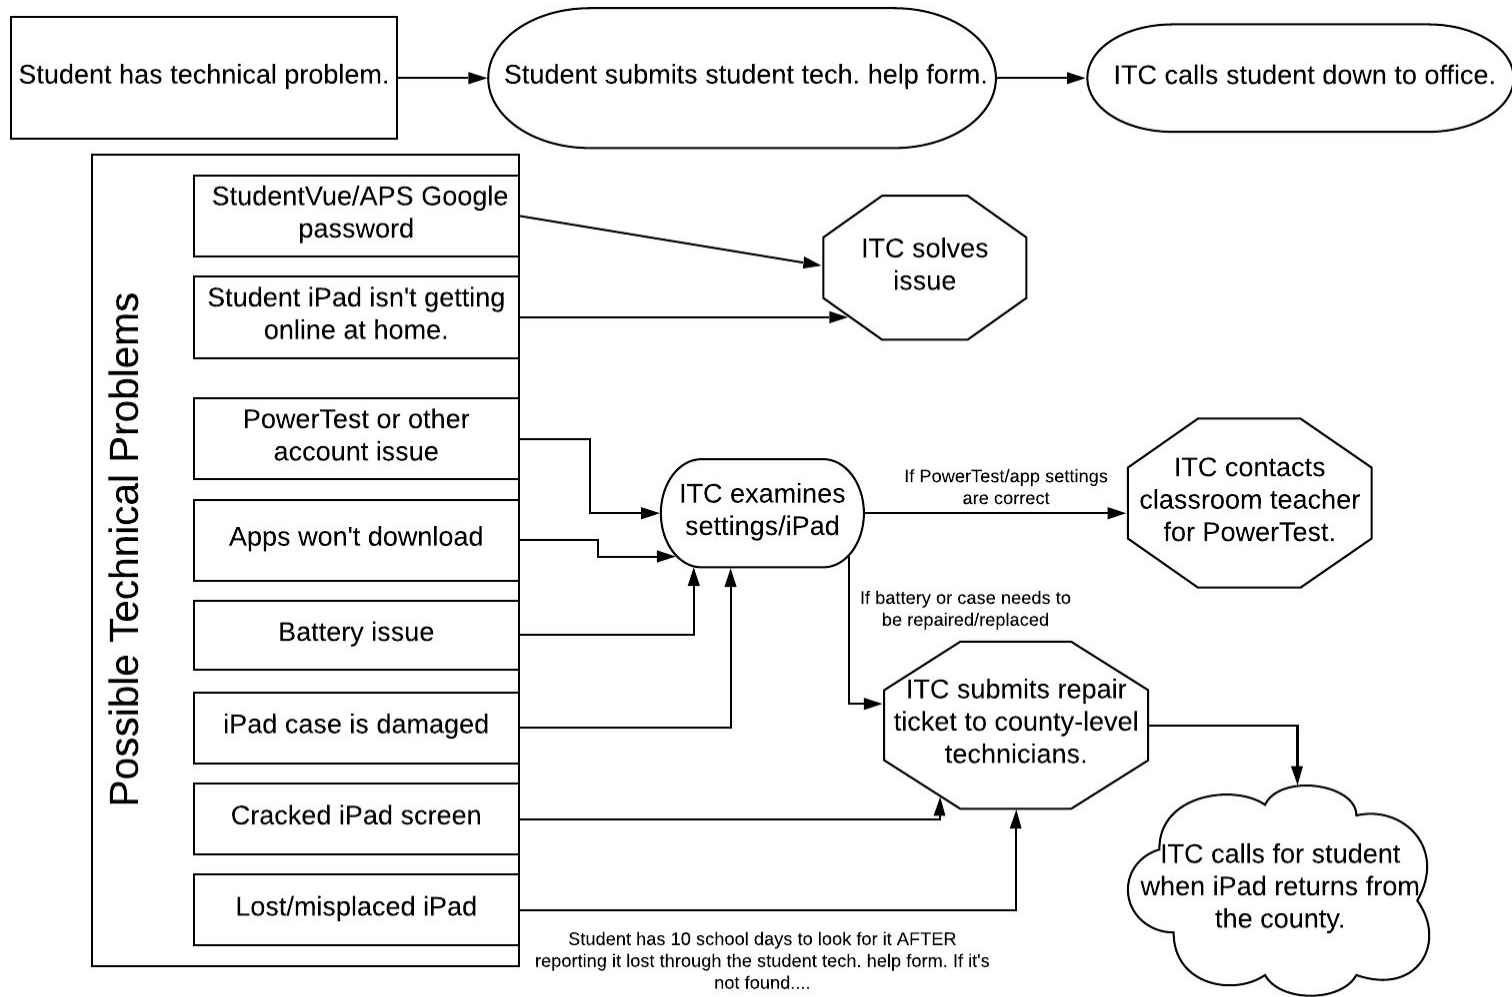 Student has technical problem.
Student submits student tech. help form.
ITC calls student down to office.
Possible Technical Problems
StudentVue/APS Google
password
Student iPad isn't getting
online at home.
PowerTest or other
account issue
Apps won't download
Battery issue
iPad case is damaged
Cracked iPad screen
Lost/misplaced iPad
ITC solves
issue
ITC examines
settings/iPad
If PowerTest/app settings
are correct
ITC contacts
classroom teacher
for PowerTest.
If battery or case needs to
be repaired/replaced
ITC submits repair
ticket to county-level
technicians.
Student has 10 school days to look for it AFTER
reporting it lost through the student tech. help form. If it's
not found....
ITC calls for student
when iPad returns from
the county.